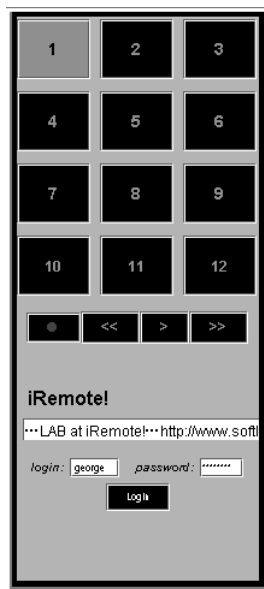 1 2 3
4 5 6
7 8 9
10 11 12
<< > >>
iRemote!
···LAB at iRemote!···http://www.softl
login: george password: ********
Login